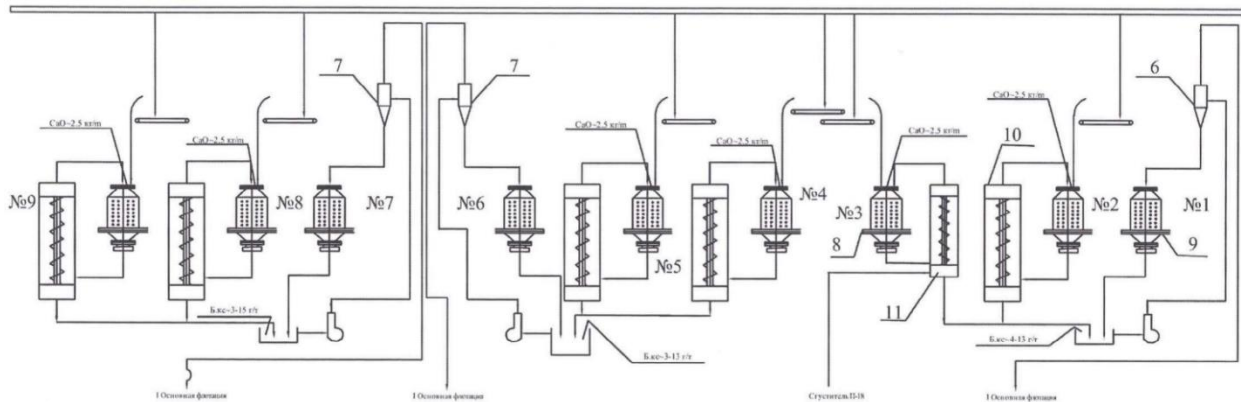 7
7
6
CaO-2.5 кг/т
CaO-2.5 кг/т
CaO-2.5 кг/т
CaO-2.5 кг/т
CaO-2.5 кг/т
CaO-2.5 кг/т
10
№9
№8
№7
№6
№5
№4
№3
№2
№1
8
9
11
Б.кс-3-15 г/т
Б.кс-3-13 г/т
Б.кс-4-13 г/т
I Основная флотация
I Основная флотация
Сгуститель П-18
I Основная флотация